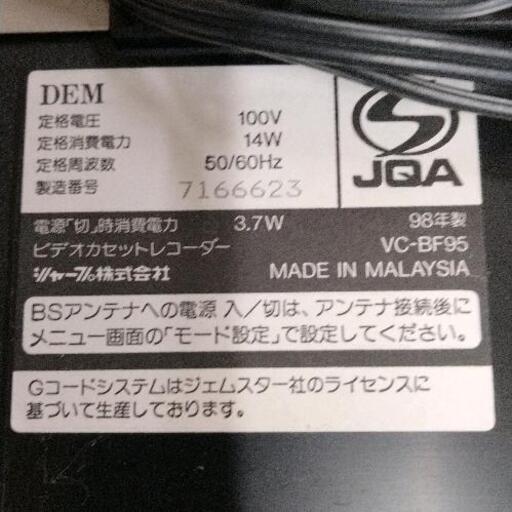 DEM
定格電圧 100V
定格消費電力 14W
定格周波数 50/60Hz
製造番号 7166623
JQA
電源「切」時消費電力 3.7W 98年製
ビデオカセットレコーダー VC-BF95
シャープ株式会社 MADE IN MALAYSIA
BSアンテナへの電源 入/切は、アンテナ接続後に
メニュー画面の「モード設定」で設定してください。
Gコードシステムはジェムスター社のライセンスに
基づいて生産しております。